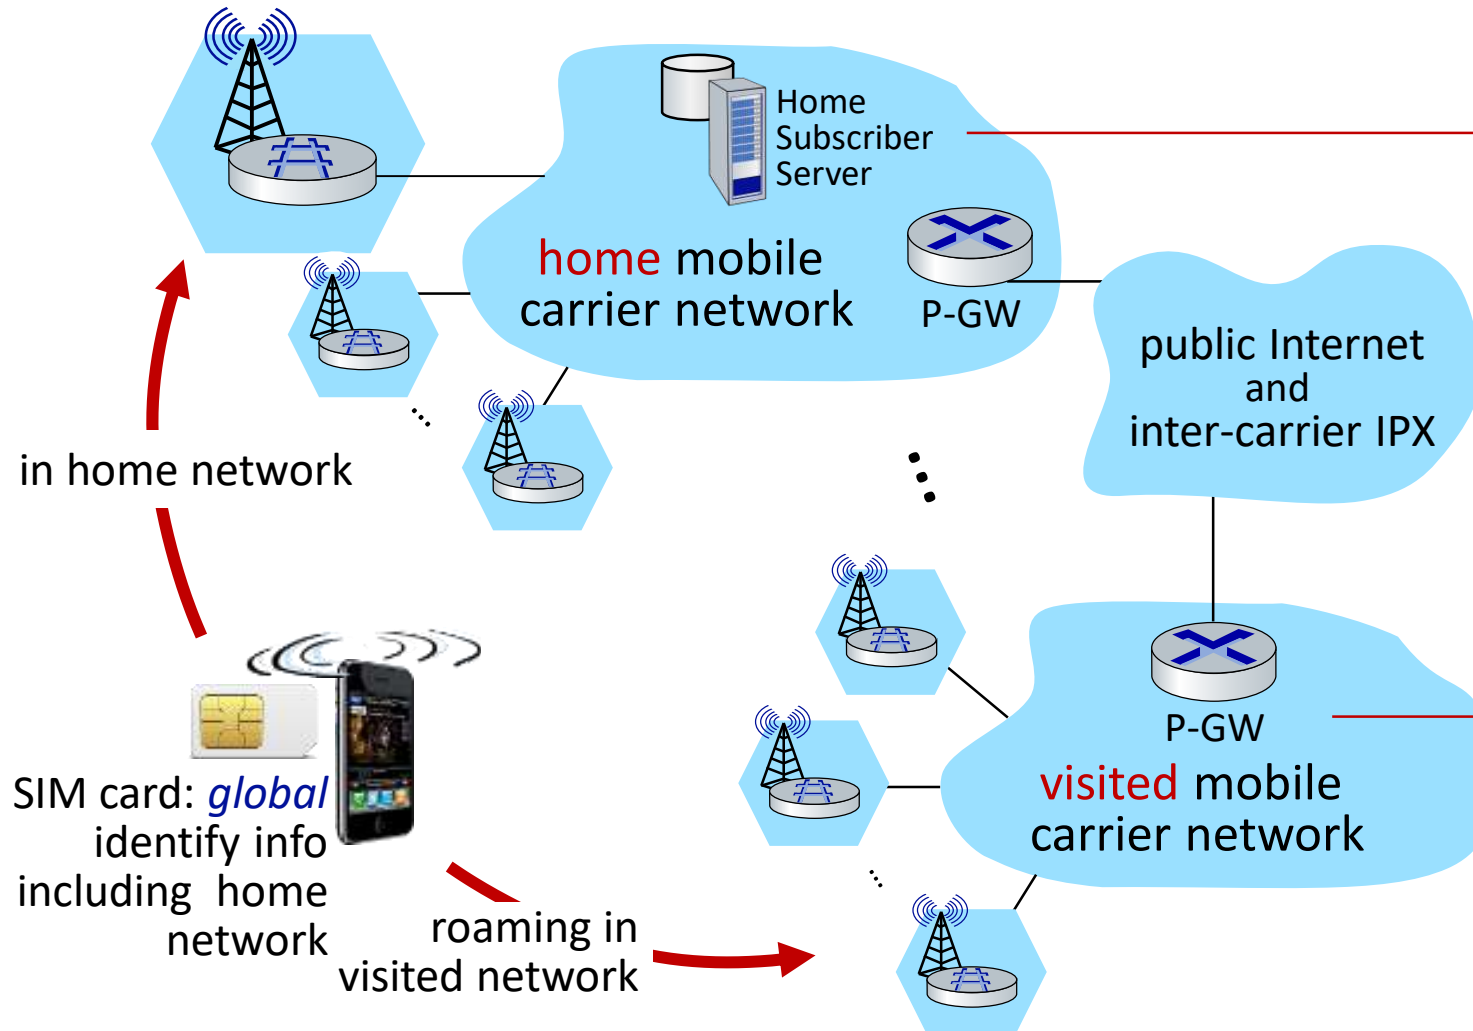 Home
Subscriber
Server
home mobile
carrier network
P-GW
public Internet
and
inter-carrier IPX
in home network
P-GW
visited mobile
carrier network
SIM card: global
identify info
including home
network
roaming in
visited network